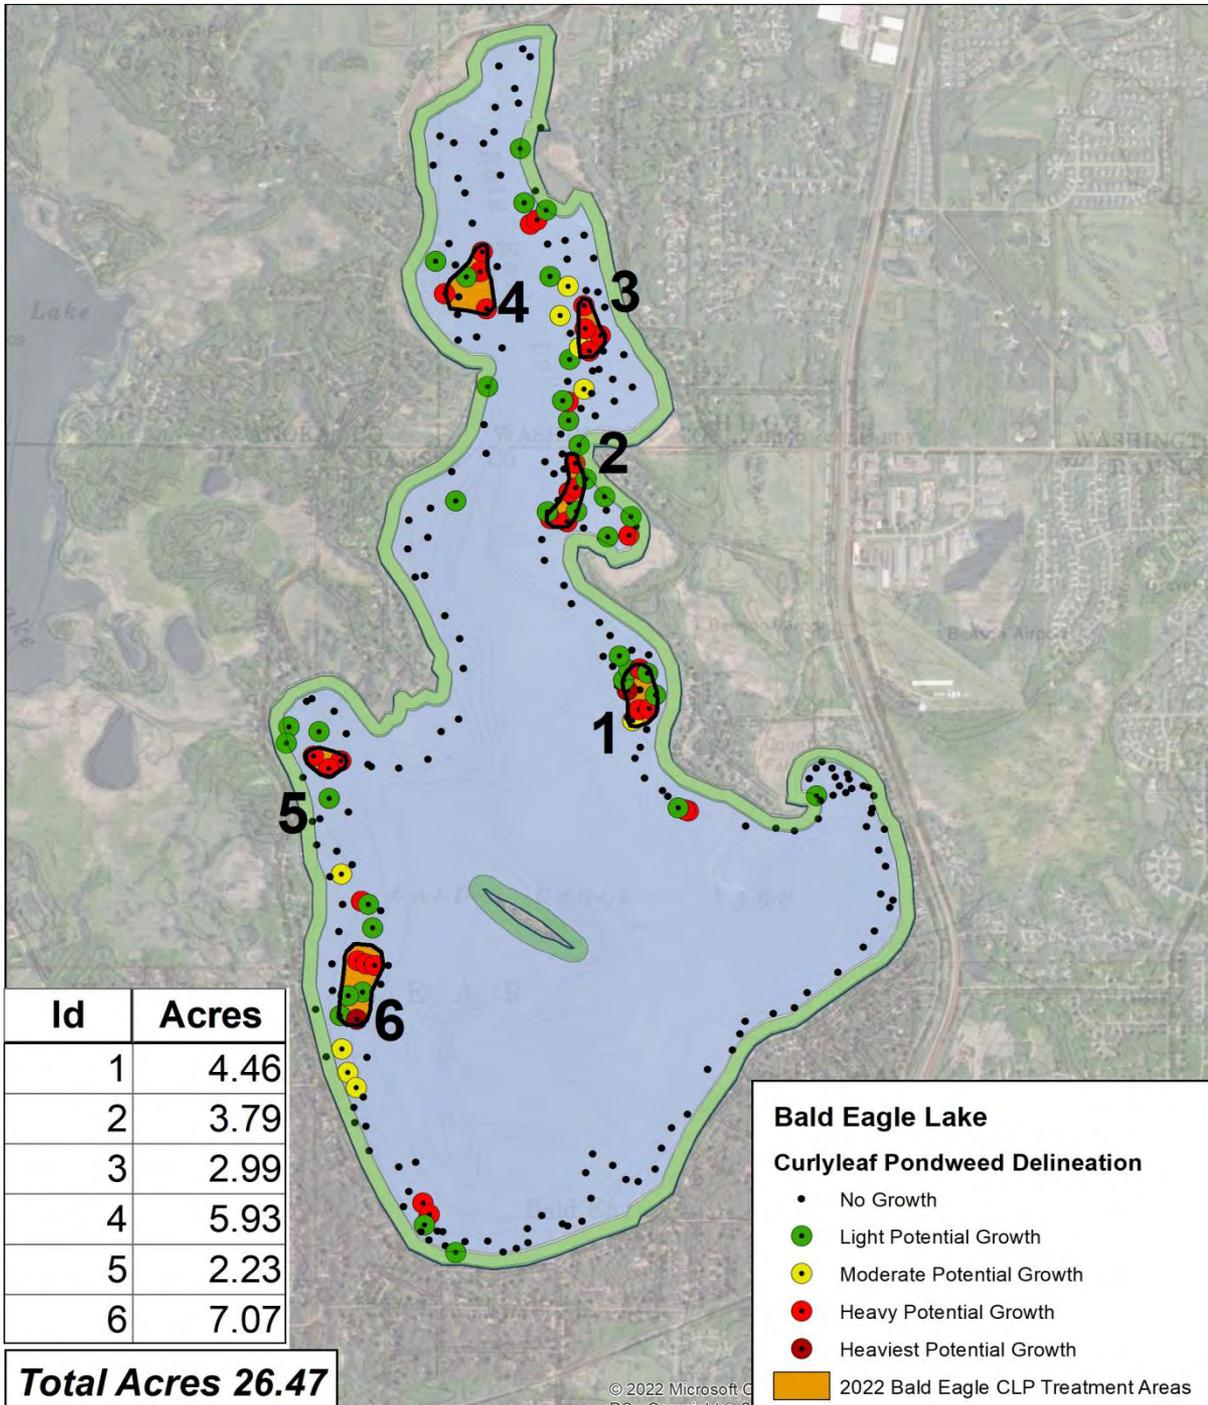 Lake
4
3
2
WASHINGT
1
5
6
Id Acres
1 4.46
2 3.79
3 2.99
4 5.93
5 2.23
6 7.07
Total Acres 26.47
Bald Eagle Lake
Curlyleaf Pondweed Delineation
No Growth
Light Potential Growth
Moderate Potential Growth
Heavy Potential Growth
Heaviest Potential Growth
2022 Bald Eagle CLP Treatment Areas
© 2022 Microsoft C